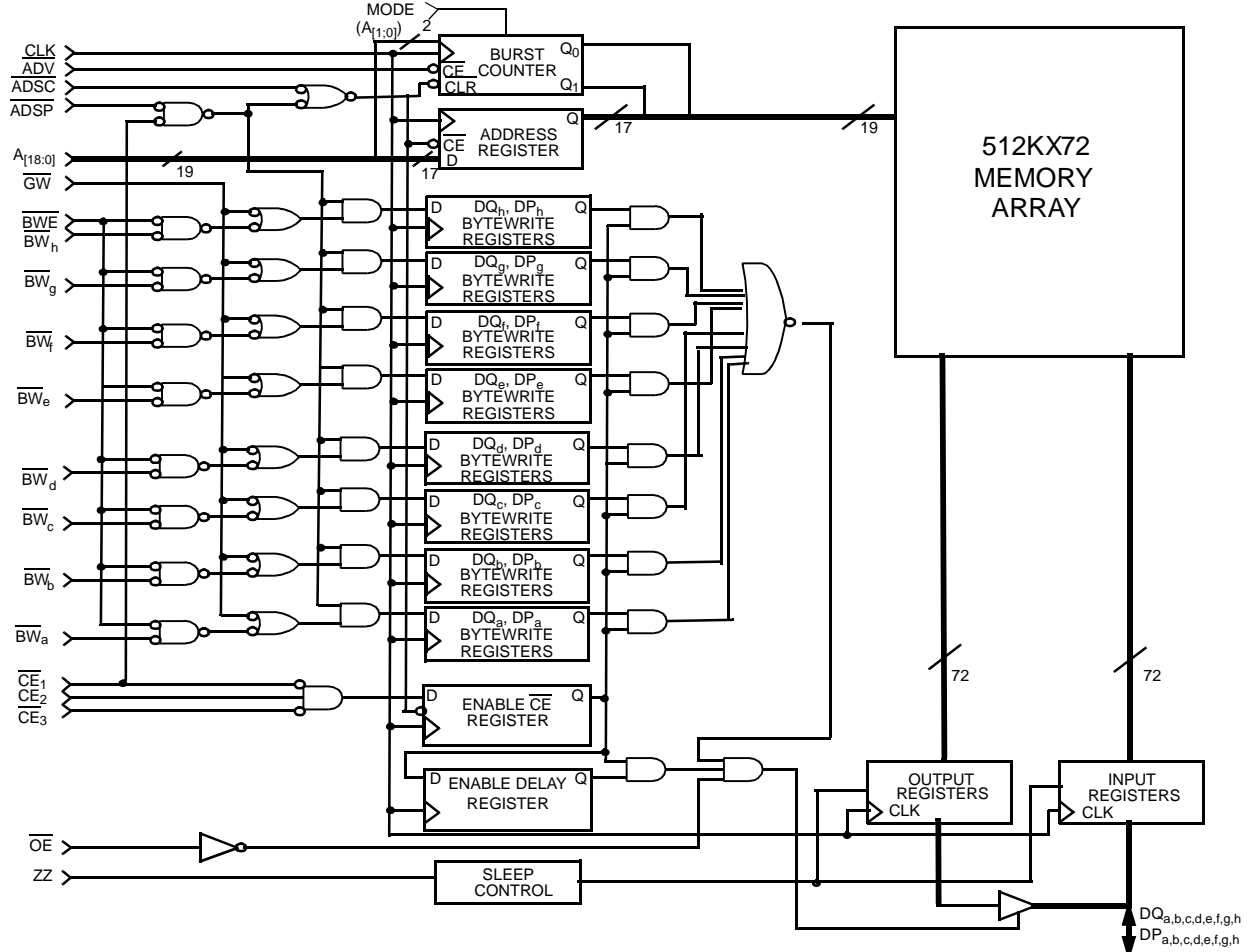 MODE
(A[1;0])
2
CLK
ADV
ADSC
ADSP
BURST
COUNTER
CE
CLR
Q0
Q1
ADDRESS
REGISTER
CE
D
Q
17
19
A[18:0]
19
17
512KX72
MEMORY
ARRAY
GW
BWE
BWh
D
DQh, DPh
BYTEWRITE
REGISTERS
Q
BWg
D
DQg, DPg
BYTEWRITE
REGISTERS
Q
BWf
D
DQf, DPf
BYTEWRITE
REGISTERS
Q
BWe
D
DQe, DPe
BYTEWRITE
REGISTERS
Q
BWd
D
DQd, DPd
BYTEWRITE
REGISTERS
Q
BWc
D
DQc, DPc
BYTEWRITE
REGISTERS
Q
BWb
D
DQb, DPb
BYTEWRITE
REGISTERS
Q
BWa
D
DQa, DPa
BYTEWRITE
REGISTERS
Q
CE1
CE2
CE3
D
ENABLE CE
REGISTER
Q
72
72
D
ENABLE DELAY
REGISTER
Q
OUTPUT
REGISTERS
CLK
INPUT
REGISTERS
CLK
OE
ZZ
SLEEP
CONTROL
DQa,b,c,d,e,f,g,h
DPa,b,c,d,e,f,g,h